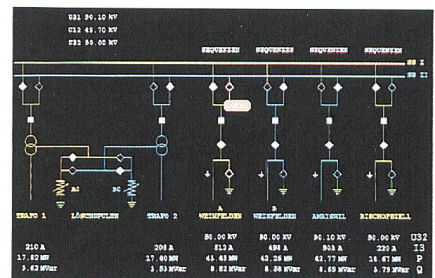 U31 50.10 KV
U12 49.70 KV
U23 50.00 KV
SEQUENZEN SEQUENZEN SEQUENZEN SEQUENZEN
SS I
SS II
A B
TRAFO 1 LÖSCHSPULEN TRAFO 2 WEINFELDEN WEINFELDEN AMRISWIL BISCHOFSZELL
50.00 KV 50.00 KV 50.10 KV 50.00 KV U32
210 A 206 A 512 A 498 A 503 A 220 A I3
17.82 MW 17.60 MW 43.48 MW 42.26 MW 42.77 MW 18.67 MW P
3.62 MVar 3.53 MVar 8.82 MVar 8.58 MVar 8.69 MVar 3.79 MVar Q